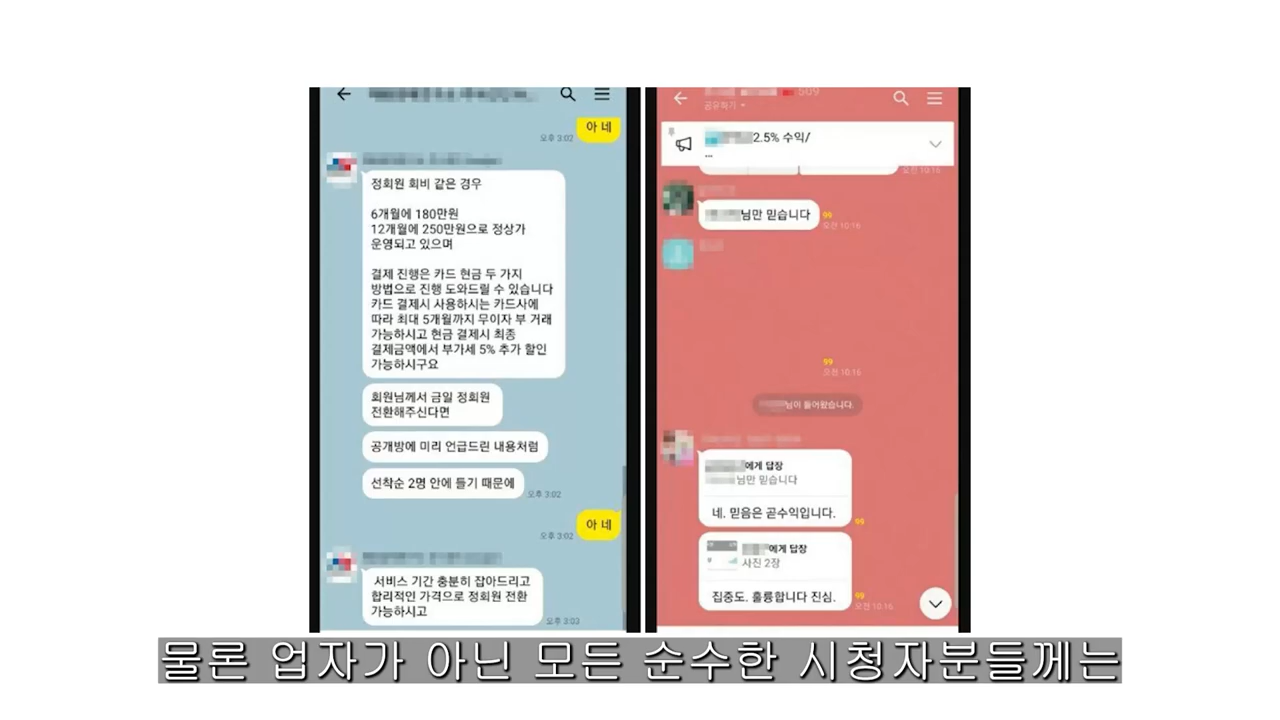 아 네
오후 3:02
정회원 회비 같은 경우
6개월에 180만원
12개월에 250만원으로 정상가
운영되고 있으며
결제 진행은 카드 현금 두 가지
방법으로 진행 도와드릴 수 있습니다
카드 결제시 사용하시는 카드사에
따라 최대 5개월까지 무이자 부 거래
가능하시고 현금 결제시 최종
결제금액에서 부가세 5% 추가 할인
가능하시구요
회원님께서 금일 정회원
전환해주신다면
공개방에 미리 언급드린 내용처럼
선착순 2명 안에 들기 때문에
오후 3:02
아 네
오후 3:02
서비스 기간 충분히 잡아드리고
합리적인 가격으로 정회원 전환
가능하시고
오후 3:03
509
공유하기
2.5% 수익/
...
오전 10:16
님만 믿습니다
99
오전 10:16
99
오전 10:16
님이 들어왔습니다.
에게 답장
님만 믿습니다
네. 믿음은 곧수익입니다.
99
에게 답장
사진 2장
집중도. 훌륭합니다 진심.
99
오전 10:16
물론 업자가 아닌 모든 순수한 시청자분들께는